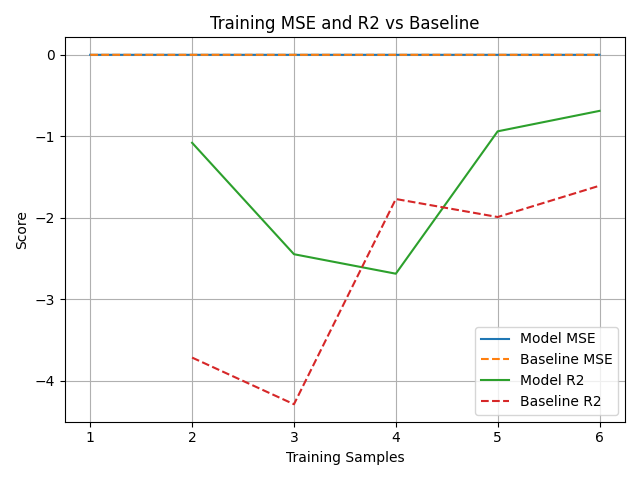 Training MSE and R2 vs Baseline
0
−1
−2
−3
−4
Score
1 2 3 4 5 6
Training Samples
Model MSE
Baseline MSE
Model R2
Baseline R2